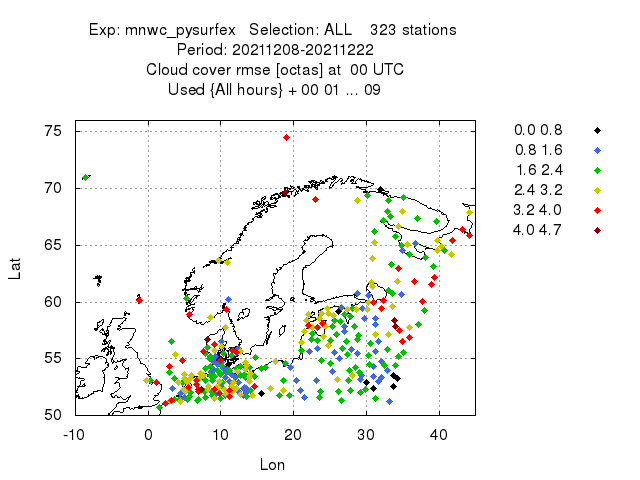 Exp: mnwc_pysurfex   Selection: ALL    323 stations
Period: 20211208-20211222
Cloud cover rmse [octas] at  00 UTC
Used {All hours} + 00 01 ... 09
0.0 0.8
0.8 1.6
1.6 2.4
2.4 3.2
3.2 4.0
4.0 4.7
75
70
65
60
55
50
Lat
-10 0 10 20 30 40
Lon